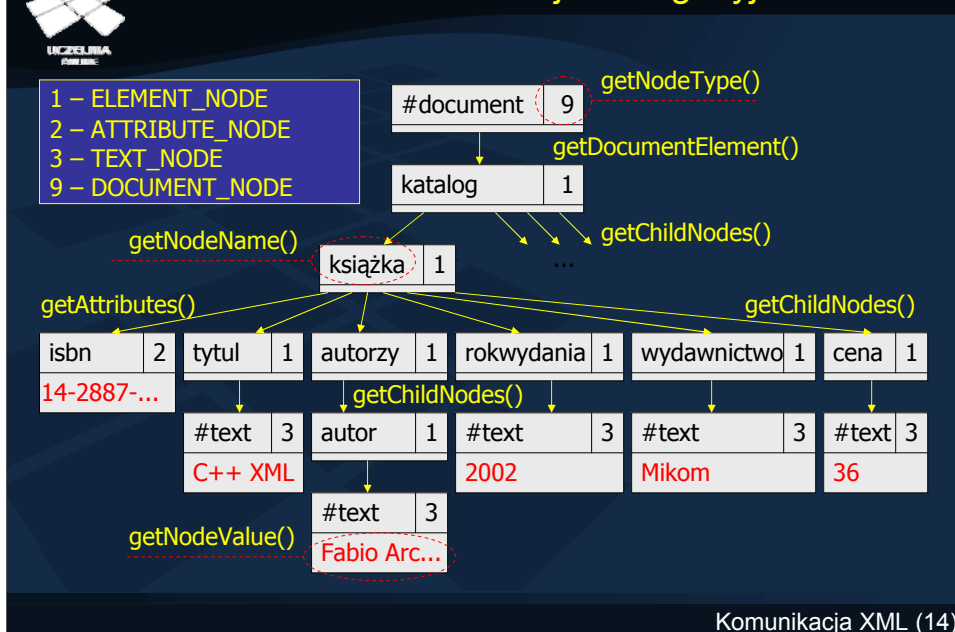 UCZELNIA
ONLINE
1 – ELEMENT_NODE
2 – ATTRIBUTE_NODE
3 – TEXT_NODE
9 – DOCUMENT_NODE
#document 9
getNodeType()
getDocumentElement()
katalog 1
getChildNodes()
...
getNodeName()
książka 1
getAttributes()
getChildNodes()
isbn 2
14-2887-...
tytul 1
autorzy 1
rokwydania 1
wydawnictwo 1
cena 1
getChildNodes()
#text 3
C++ XML
autor 1
#text 3
2002
#text 3
Mikom
#text 3
36
getNodeValue()
#text 3
Fabio Arc...
Komunikacja XML (14)